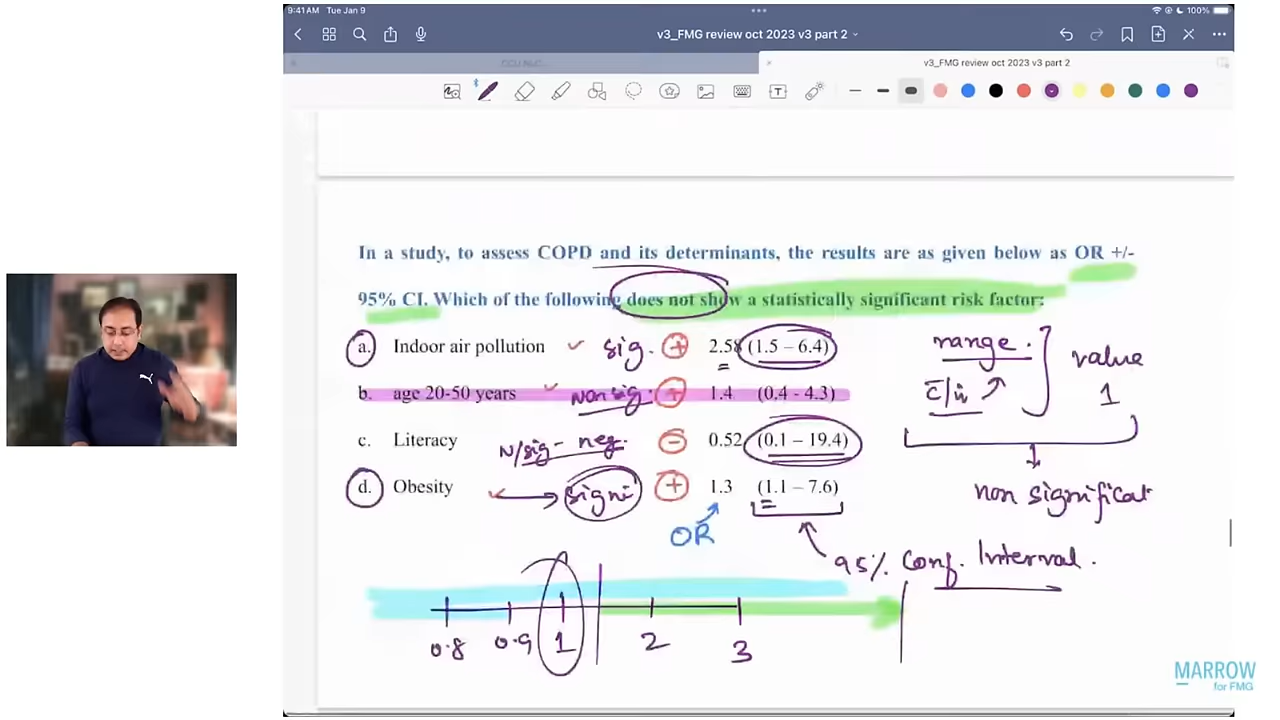 9:41 AM Tue Jan 9
100%
v3_FMG review oct 2023 v3 part 2
v3_FMG review oct 2023 v3 part 2
In a study, to assess COPD and its determinants, the results are as given below as OR +/-
95% CI. Which of the following does not show a statistically significant risk factor:
a. Indoor air pollution sig. + 2.58 (1.5 – 6.4)
b. age 20-50 years Non sig. + 1.4 (0.4 - 4.3)
c. Literacy N/sig - neg. − 0.52 (0.1 – 19.4)
d. Obesity signi + 1.3 (1.1 – 7.6)
range.
value
1
non significat
OR
95% Conf. Interval.
0.8 0.9 1 2 3
MARROW
for FMG